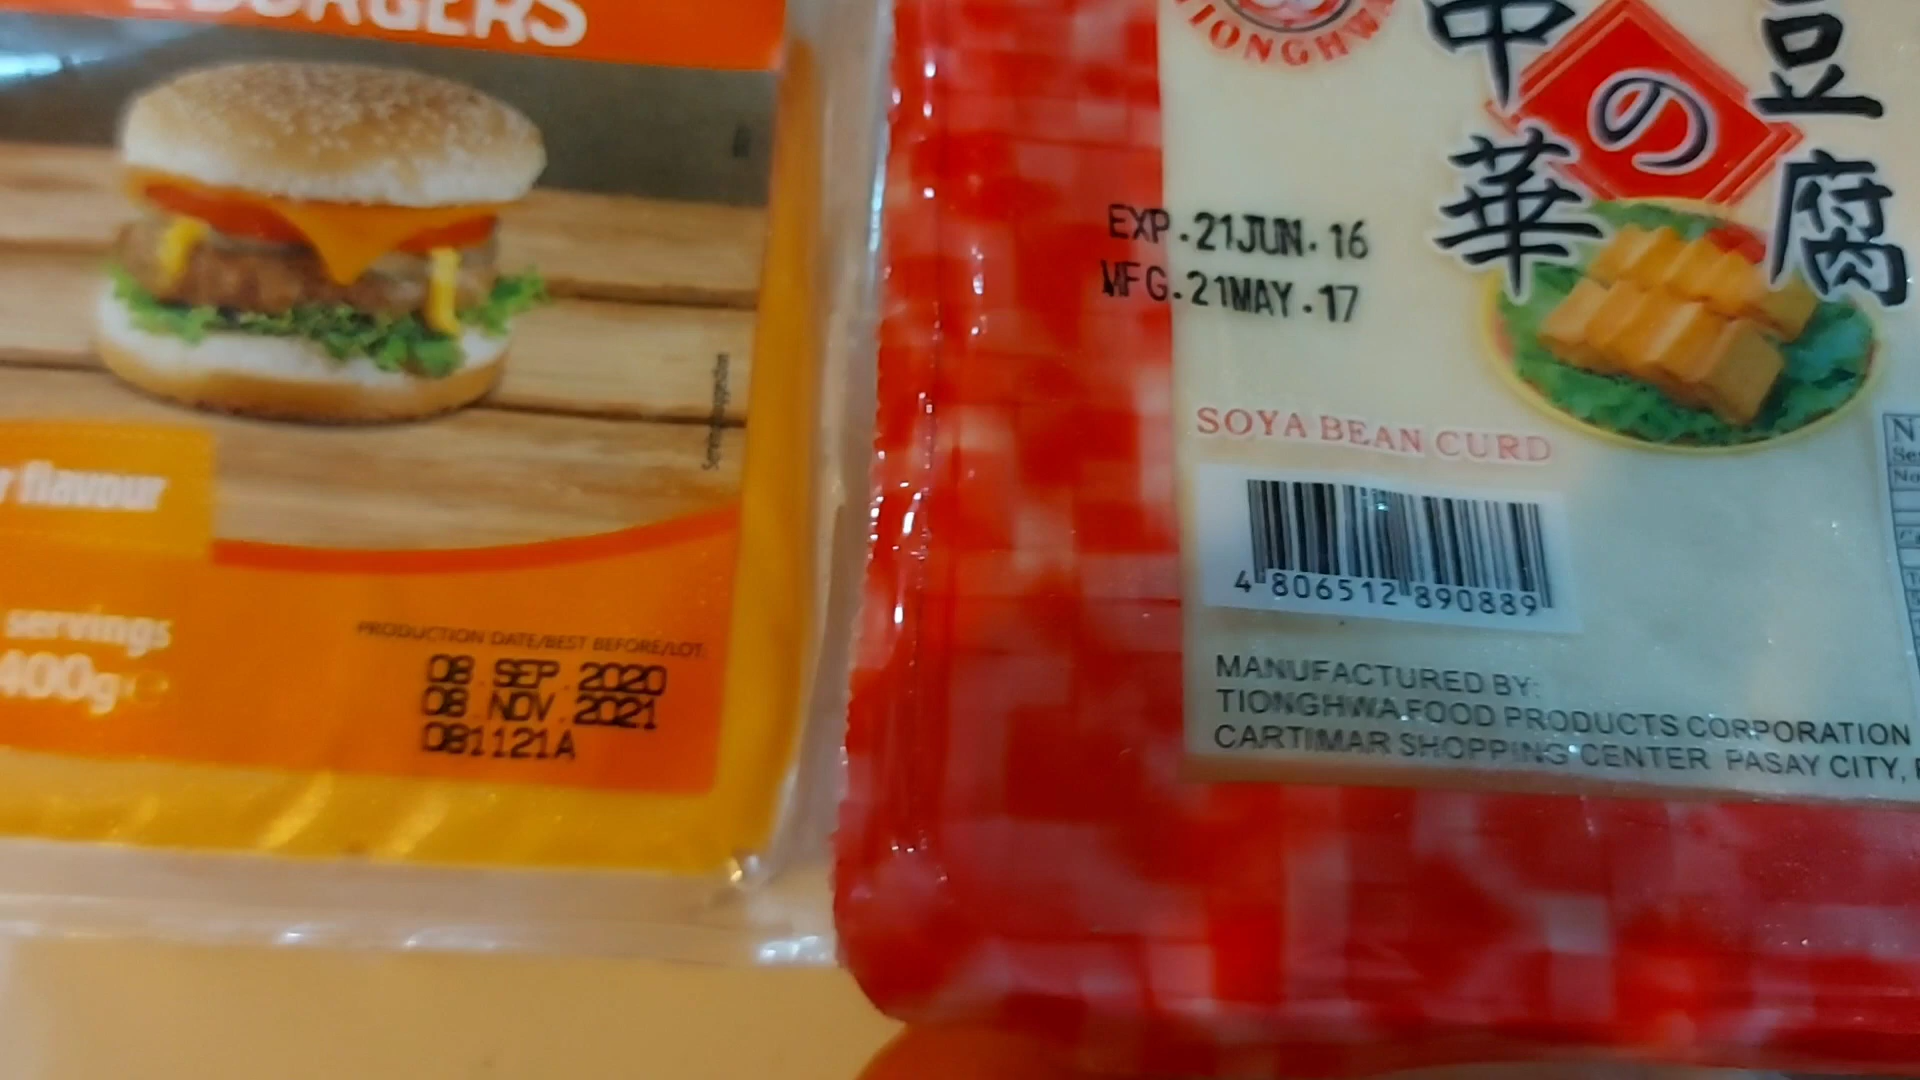 BURGERS
flavour
servings
400g ℮
PRODUCTION DATE/BEST BEFORE/LOT:
08 SEP 2020
08 NOV 2021
081121A
TIONGHWA
中の華
豆腐
EXP.21JUN.16
MFG.21MAY.17
SOYA BEAN CURD
4 806512 890889
MANUFACTURED BY:
TIONGHWA FOOD PRODUCTS CORPORATION
CARTIMAR SHOPPING CENTER PASAY CITY,